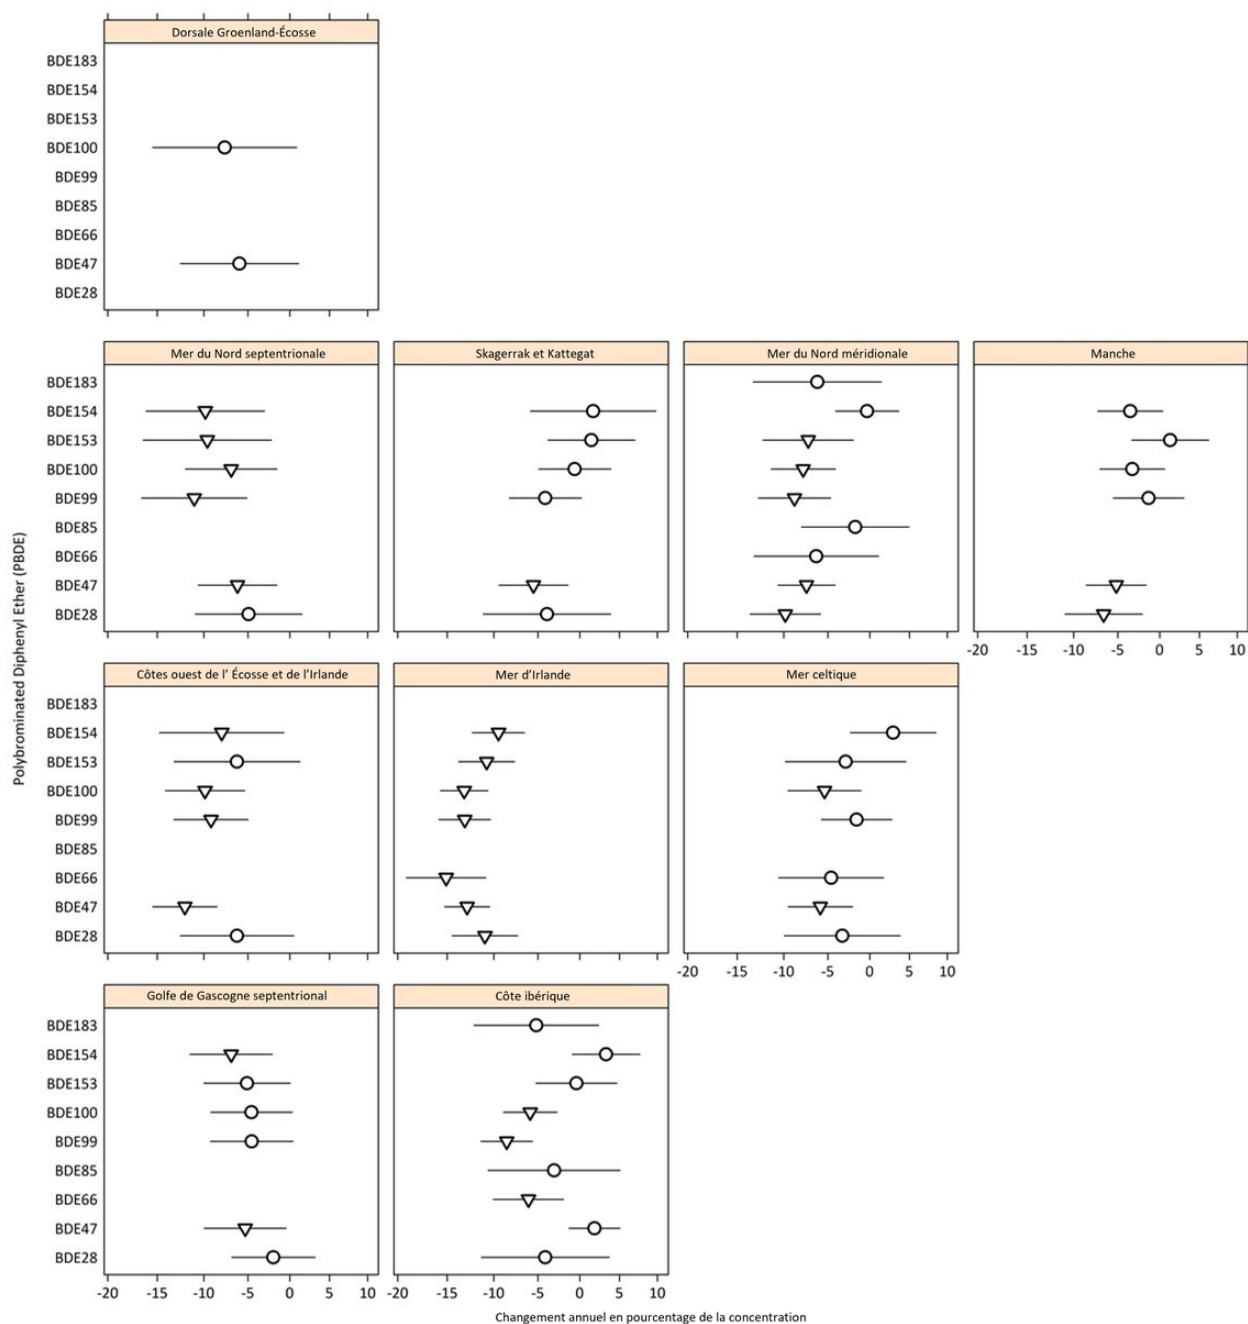 Dorsale Groenland-Écosse
BDE183
BDE154
BDE153
BDE100
BDE99
BDE85
BDE66
BDE47
BDE28
Mer du Nord septentrionale
Skagerrak et Kattegat
Mer du Nord méridionale
Manche
BDE183
BDE154
BDE153
BDE100
BDE99
BDE85
BDE66
BDE47
BDE28
-20 -15 -10 -5 0 5 10
Polybrominated Diphenyl Ether (PBDE)
Côtes ouest de l' Écosse et de l'Irlande
Mer d'Irlande
Mer celtique
BDE183
BDE154
BDE153
BDE100
BDE99
BDE85
BDE66
BDE47
BDE28
-20 -15 -10 -5 0 5 10
Golfe de Gascogne septentrional
Côte ibérique
BDE183
BDE154
BDE153
BDE100
BDE99
BDE85
BDE66
BDE47
BDE28
-20 -15 -10 -5 0 5 10
-20 -15 -10 -5 0 5 10
Changement annuel en pourcentage de la concentration